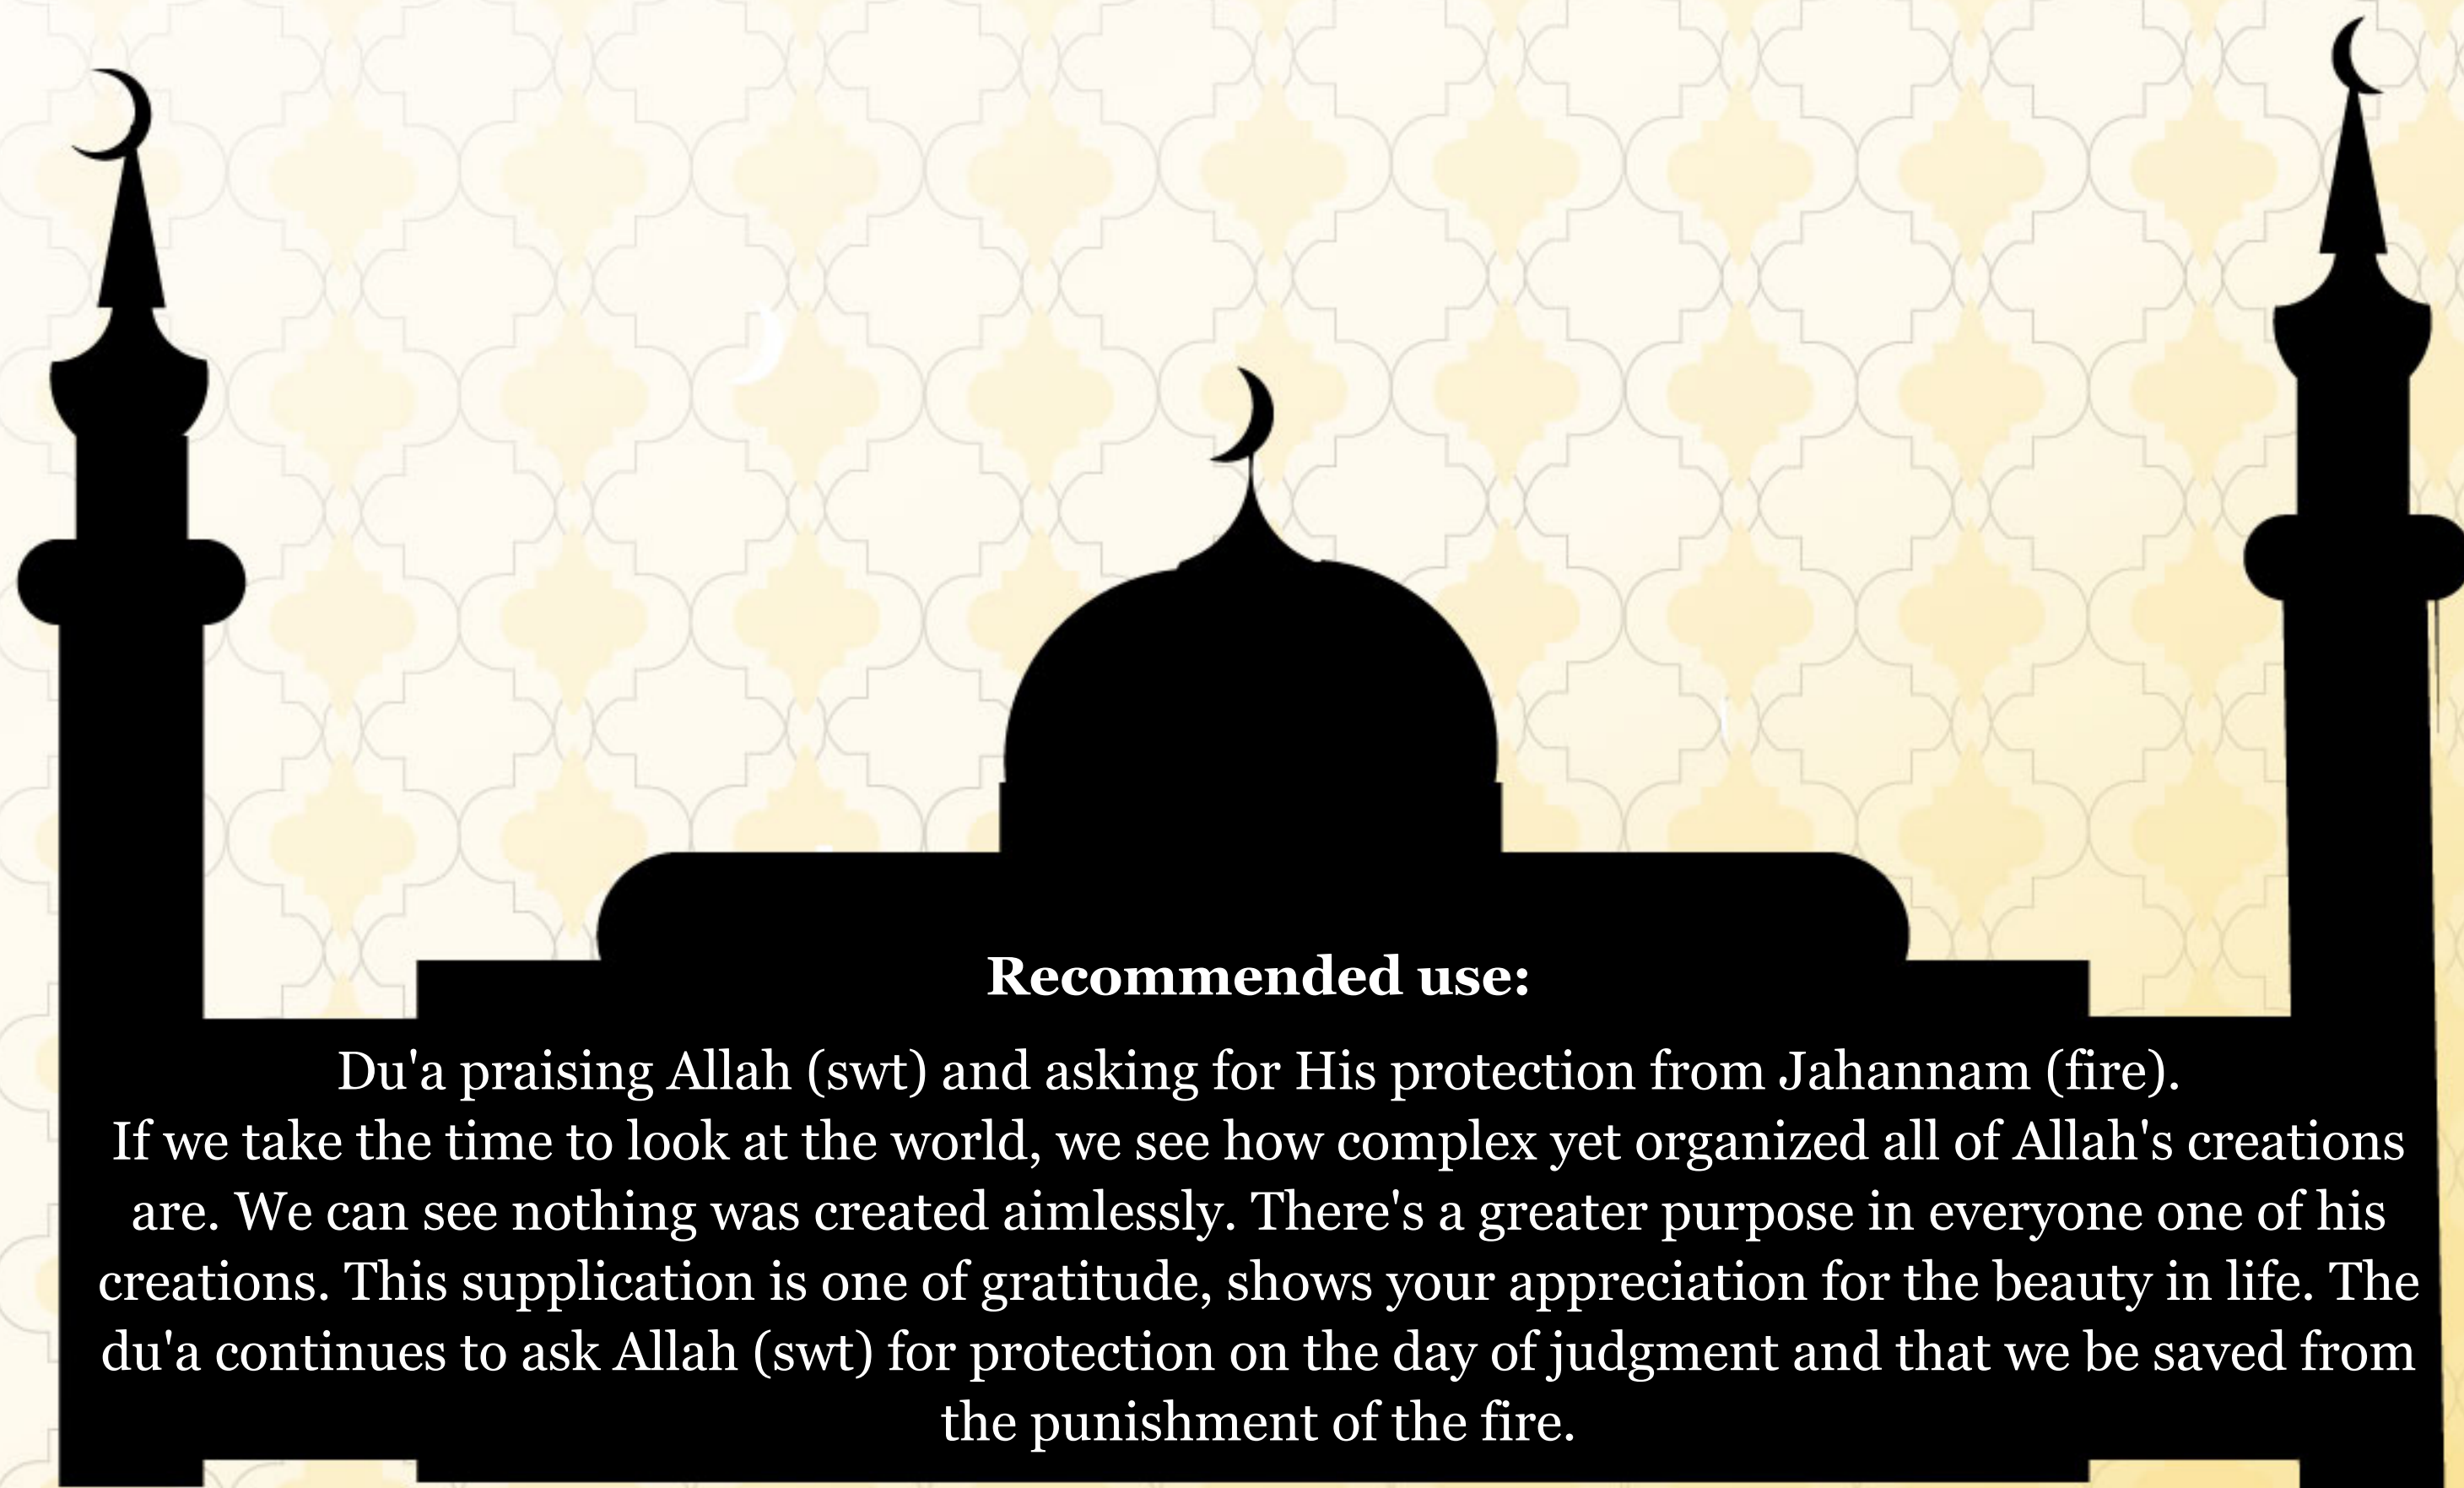 Recommended use:
Du'a praising Allah (swt) and asking for His protection from Jahannam (fire).
If we take the time to look at the world, we see how complex yet organized all of Allah's creations
are. We can see nothing was created aimlessly. There's a greater purpose in everyone one of his
creations. This supplication is one of gratitude, shows your appreciation for the beauty in life. The
du'a continues to ask Allah (swt) for protection on the day of judgment and that we be saved from
the punishment of the fire.